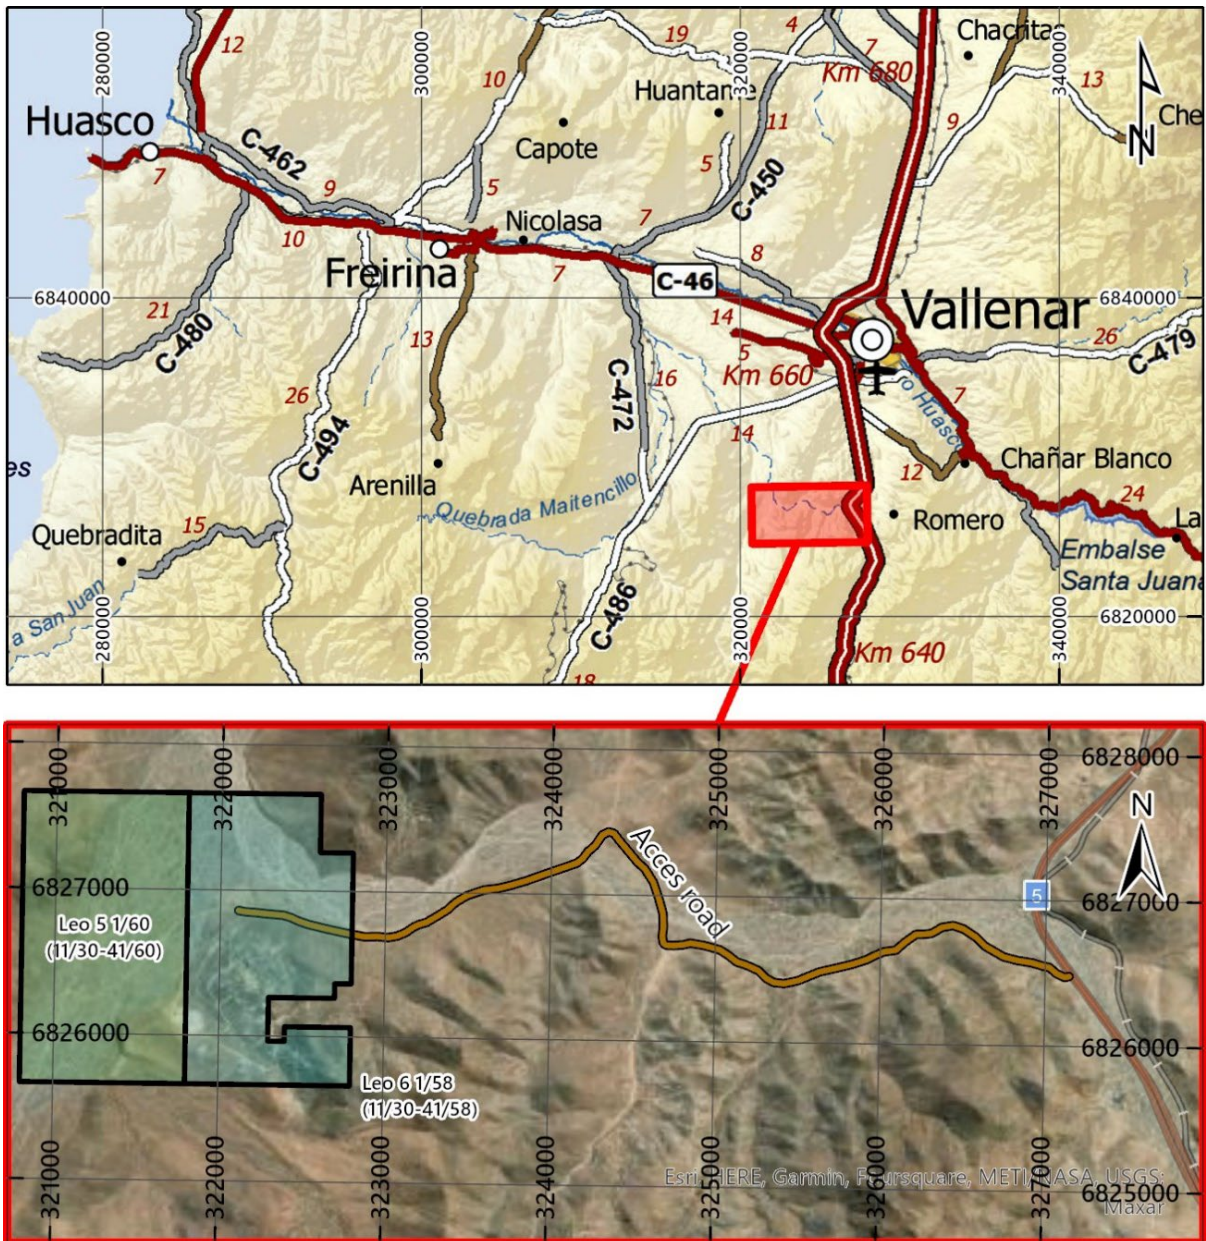 12
280000
Huasco
7
C-462
9
10
21
C-480
300000
10
19
4
7
Km 680
320000
Huantame
11
5
Capote
5
Nicolasa
7
C-450
7
8
Freirina
C-46
14
5
Km 660
Chacritas
340000
13
9
Che
N
6840000
6840000
Vallenar
26
C-479
7
13
26
C-494
C-472
16
14
12
Chañar Blanco
24
Arenilla
Quebrada Maitencillo
es
Quebradita
15
a San Juan
Romero
La
Embalse
Santa Juana
C-486
18
280000
300000
320000
340000
6820000
Km 640
321000
322000
323000
324000
325000
326000
327000
6828000
N
Acces road
5
6827000
6827000
Leo 5 1/60
(11/30-41/60)
6826000
6826000
Leo 6 1/58
(11/30-41/58)
321000
322000
323000
324000
325000
326000
327000
6825000
Esri, HERE, Garmin, Foursquare, METI/NASA, USGS;
Maxar